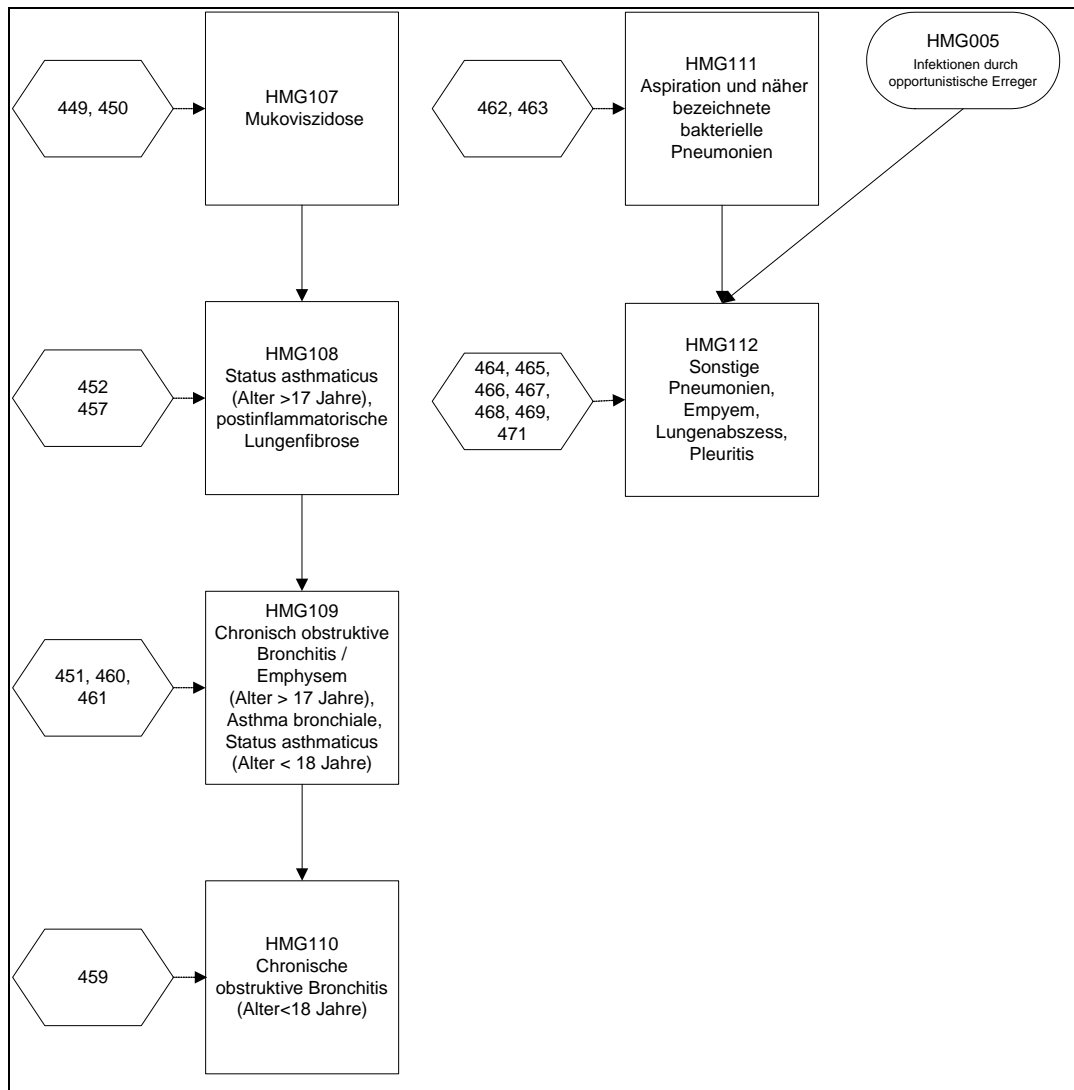 449, 450
HMG107
Mukoviszidose
462, 463
HMG111
Aspiration und näher
bezeichnete
bakterielle
Pneumonien
HMG005
Infektionen durch
opportunistische Erreger
452
457
HMG108
Status asthmaticus
(Alter >17 Jahre),
postinflammatorische
Lungenfibrose
464, 465,
466, 467,
468, 469,
471
HMG112
Sonstige
Pneumonien,
Empyem,
Lungenabszess,
Pleuritis
451, 460,
461
HMG109
Chronisch obstruktive
Bronchitis /
Emphysem
(Alter > 17 Jahre),
Asthma bronchiale,
Status asthmaticus
(Alter < 18 Jahre)
459
HMG110
Chronische
obstruktive Bronchitis
(Alter<18 Jahre)